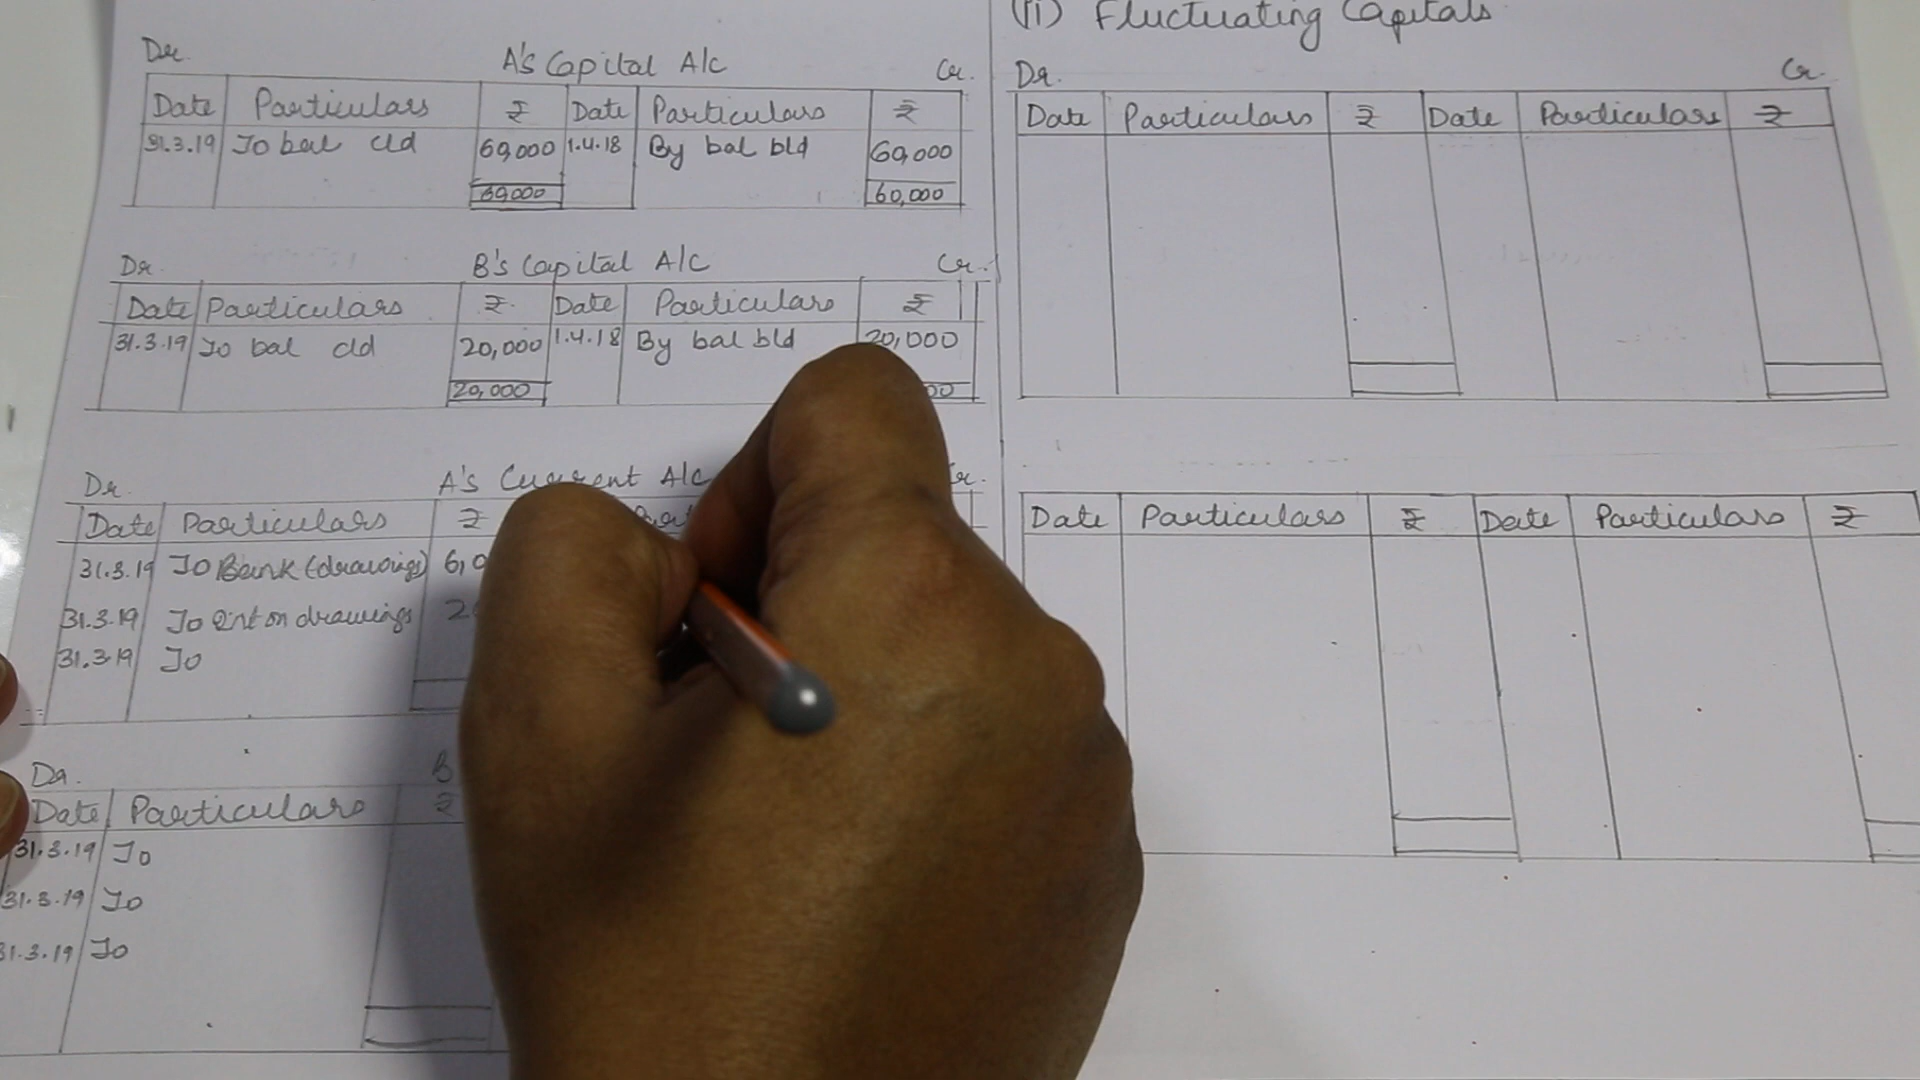 Dr. A's Capital A/c Cr.
Date Particulars ₹ Date Particulars ₹
31.3.19 To bal c/d 60,000 1.4.18 By bal b/d 60,000
60,000 60,000
Dr. B's Capital A/c Cr.
Date Particulars ₹ Date Particulars ₹
31.3.19 To bal c/d 20,000 1.4.18 By bal b/d 20,000
20,000
Dr. A's Current A/c Cr.
Date Particulars ₹
31.3.19 To Bank (drawings)
31.3.19 To Int on drawings
31.3.19 To
Dr. B
Date Particulars ₹
31.3.19 To
31.3.19 To
31.3.19 To
(ii) Fluctuating Capitals
Dr. Cr.
Date Particulars ₹ Date Particulars ₹
Date Particulars ₹ Date Particulars ₹